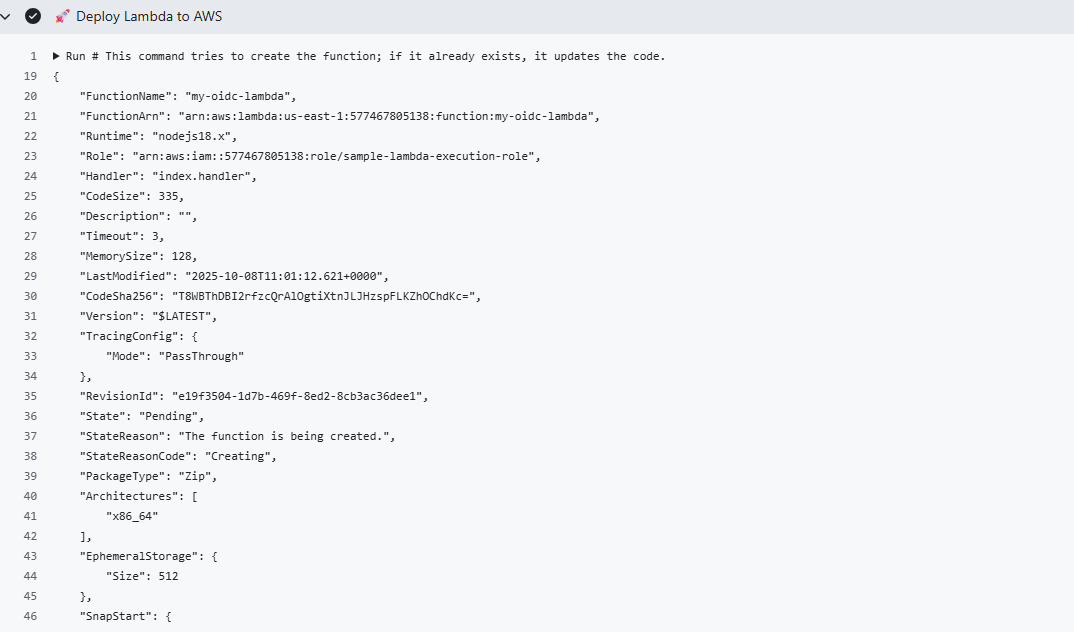 🚀 Deploy Lambda to AWS
1 ▶ Run # This command tries to create the function; if it already exists, it updates the code.
19 {
20     "FunctionName": "my-oidc-lambda",
21     "FunctionArn": "arn:aws:lambda:us-east-1:577467805138:function:my-oidc-lambda",
22     "Runtime": "nodejs18.x",
23     "Role": "arn:aws:iam::577467805138:role/sample-lambda-execution-role",
24     "Handler": "index.handler",
25     "CodeSize": 335,
26     "Description": "",
27     "Timeout": 3,
28     "MemorySize": 128,
29     "LastModified": "2025-10-08T11:01:12.621+0000",
30     "CodeSha256": "T8WBThDBI2rfzcQrAlOgtiXtnJLJHzspFLKZhOChdKc=",
31     "Version": "$LATEST",
32     "TracingConfig": {
33         "Mode": "PassThrough"
34     },
35     "RevisionId": "e19f3504-1d7b-469f-8ed2-8cb3ac36dee1",
36     "State": "Pending",
37     "StateReason": "The function is being created.",
38     "StateReasonCode": "Creating",
39     "PackageType": "Zip",
40     "Architectures": [
41         "x86_64"
42     ],
43     "EphemeralStorage": {
44         "Size": 512
45     },
46     "SnapStart": {